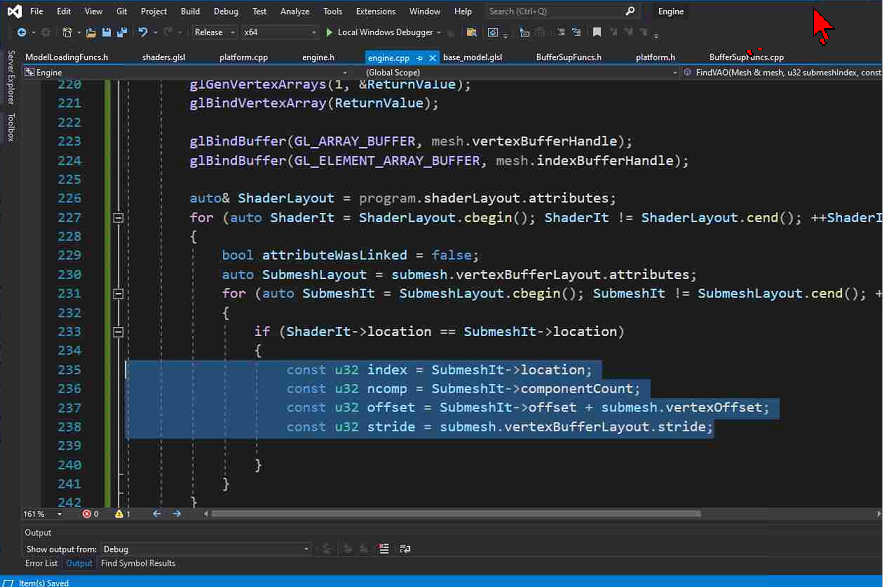 File Edit View Git Project Build Debug Test Analyze Tools Extensions Window Help Search (Ctrl+Q) Engine
Release x64 Local Windows Debugger
ModelLoadingFuncs.h shaders.glsl platform.cpp engine.h engine.cpp base_model.glsl BufferSupFuncs.h platform.h BufferSupFuncs.cpp
Engine (Global Scope) FindVAO(Mesh & mesh, u32 submeshIndex, const
Server Explorer
Toolbox
220 glGenVertexArrays(1, &ReturnValue);
221 glBindVertexArray(ReturnValue);
222
223 glBindBuffer(GL_ARRAY_BUFFER, mesh.vertexBufferHandle);
224 glBindBuffer(GL_ELEMENT_ARRAY_BUFFER, mesh.indexBufferHandle);
225
226 auto& ShaderLayout = program.shaderLayout.attributes;
227 for (auto ShaderIt = ShaderLayout.cbegin(); ShaderIt != ShaderLayout.cend(); ++ShaderI
228 {
229 bool attributeWasLinked = false;
230 auto SubmeshLayout = submesh.vertexBufferLayout.attributes;
231 for (auto SubmeshIt = SubmeshLayout.cbegin(); SubmeshIt != SubmeshLayout.cend(); +
232 {
233 if (ShaderIt->location == SubmeshIt->location)
234 {
235 const u32 index = SubmeshIt->location;
236 const u32 ncomp = SubmeshIt->componentCount;
237 const u32 offset = SubmeshIt->offset + submesh.vertexOffset;
238 const u32 stride = submesh.vertexBufferLayout.stride;
239
240 }
241 }
242 }
161 % 0 1
Output
Show output from: Debug
Error List Output Find Symbol Results
Item(s) Saved